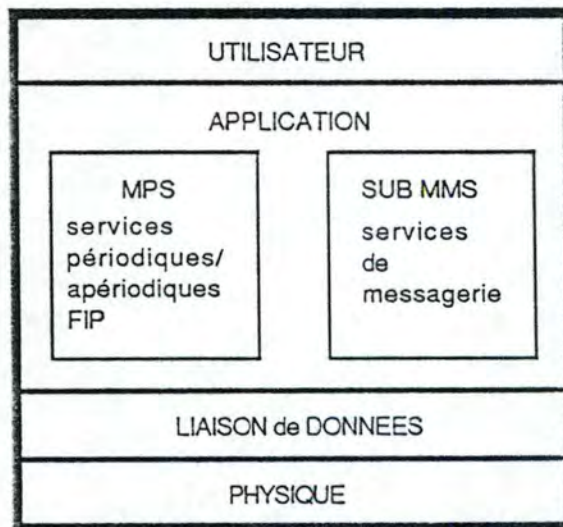 UTILISATEUR
APPLICATION
MPS
services
périodiques/
apériodiques
FIP
SUB MMS
services
de
messagerie
LIAISON de DONNEES
PHYSIQUE